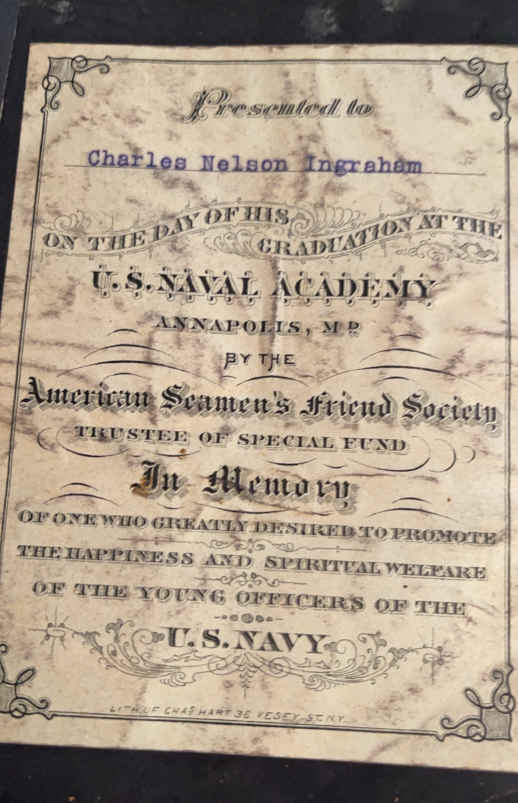 Presented to
Charles Nelson Ingraham
ON THE DAY OF HIS GRADUATION AT THE
U.S. NAVAL ACADEMY
ANNAPOLIS, MD
BY THE
American Seamen's Friend Society
TRUSTEE OF SPECIAL FUND
In Memory
OF ONE WHO GREATLY DESIRED TO PROMOTE
THE HAPPINESS AND SPIRITUAL WELFARE
OF THE YOUNG OFFICERS OF THE
U.S. NAVY
LITH. OF CHAS HART 36 VESEY ST. N.Y.